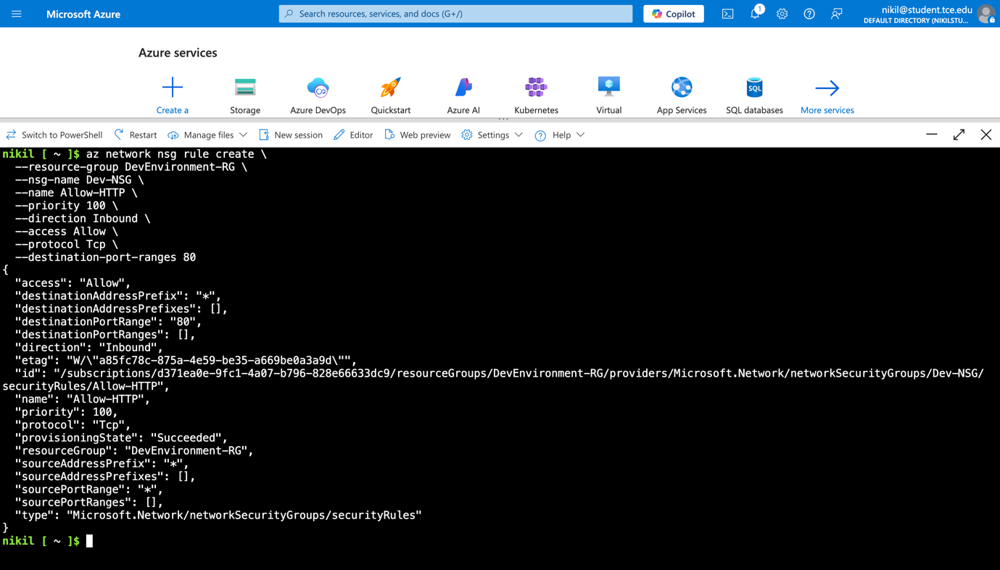 Microsoft Azure
Search resources, services, and docs (G+/)
Copilot
1
nikil@student.tce.edu
DEFAULT DIRECTORY (NIKILSTU...
Azure services
Create a
Storage
Azure DevOps
Quickstart
Azure AI
Kubernetes
Virtual
App Services
SQL
SQL databases
More services
Switch to PowerShell
Restart
Manage files
New session
Editor
Web preview
Settings
Help
nikil [ ~ ]$ az network nsg rule create \
  --resource-group DevEnvironment-RG \
  --nsg-name Dev-NSG \
  --name Allow-HTTP \
  --priority 100 \
  --direction Inbound \
  --access Allow \
  --protocol Tcp \
  --destination-port-ranges 80
{
  "access": "Allow",
  "destinationAddressPrefix": "*",
  "destinationAddressPrefixes": [],
  "destinationPortRange": "80",
  "destinationPortRanges": [],
  "direction": "Inbound",
  "etag": "W/\"a85fc78c-875a-4e59-be35-a669be0a3a9d\"",
  "id": "/subscriptions/d371ea0e-9fc1-4a07-b796-828e66633dc9/resourceGroups/DevEnvironment-RG/providers/Microsoft.Network/networkSecurityGroups/Dev-NSG/
securityRules/Allow-HTTP",
  "name": "Allow-HTTP",
  "priority": 100,
  "protocol": "Tcp",
  "provisioningState": "Succeeded",
  "resourceGroup": "DevEnvironment-RG",
  "sourceAddressPrefix": "*",
  "sourceAddressPrefixes": [],
  "sourcePortRange": "*",
  "sourcePortRanges": [],
  "type": "Microsoft.Network/networkSecurityGroups/securityRules"
}
nikil [ ~ ]$